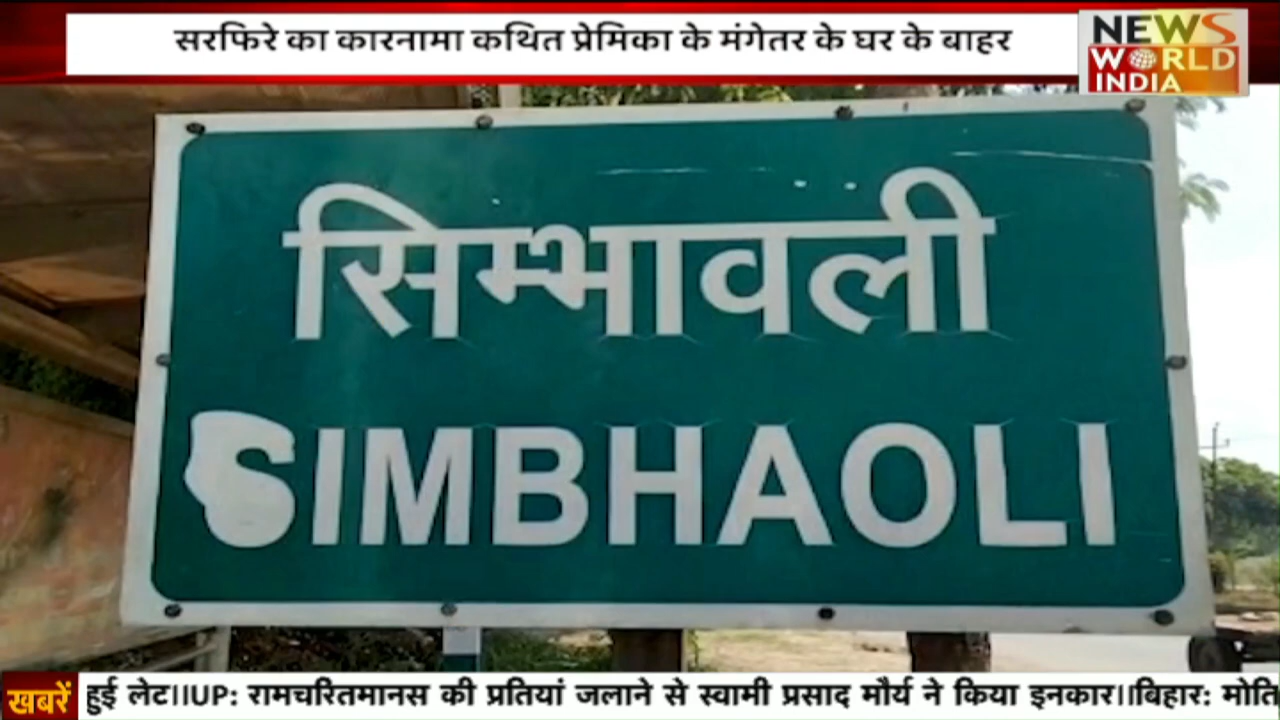 सरफिरे का कारनामा कथित प्रेमिका के मंगेतर के घर के बाहर
NEWS
WORLD
INDIA
सिम्भावली
SIMBHAOLI
खबरें
हुई लेट।।UP: रामचरितमानस की प्रतियां जलाने से स्वामी प्रसाद मौर्य ने किया इनकार।।बिहार: मोति